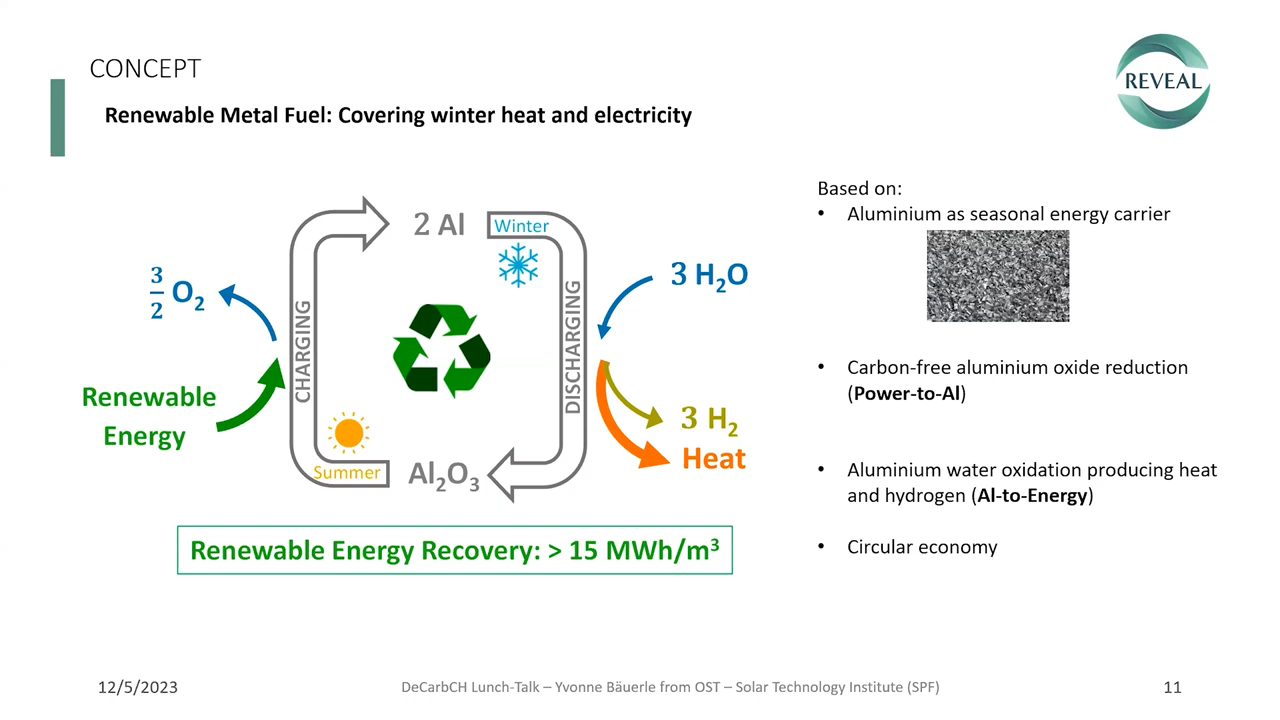 CONCEPT
REVEAL
Renewable Metal Fuel: Covering winter heat and electricity
Based on:
• Aluminium as seasonal energy carrier
2 Al
Winter
3/2 O₂
3 H₂O
CHARGING
DISCHARGING
Renewable
Energy
3 H₂
Heat
Summer
Al₂O₃
• Carbon-free aluminium oxide reduction
(Power-to-Al)
• Aluminium water oxidation producing heat
and hydrogen (Al-to-Energy)
• Circular economy
Renewable Energy Recovery: > 15 MWh/m³
12/5/2023
DeCarbCH Lunch-Talk – Yvonne Bäuerle from OST – Solar Technology Institute (SPF)
11